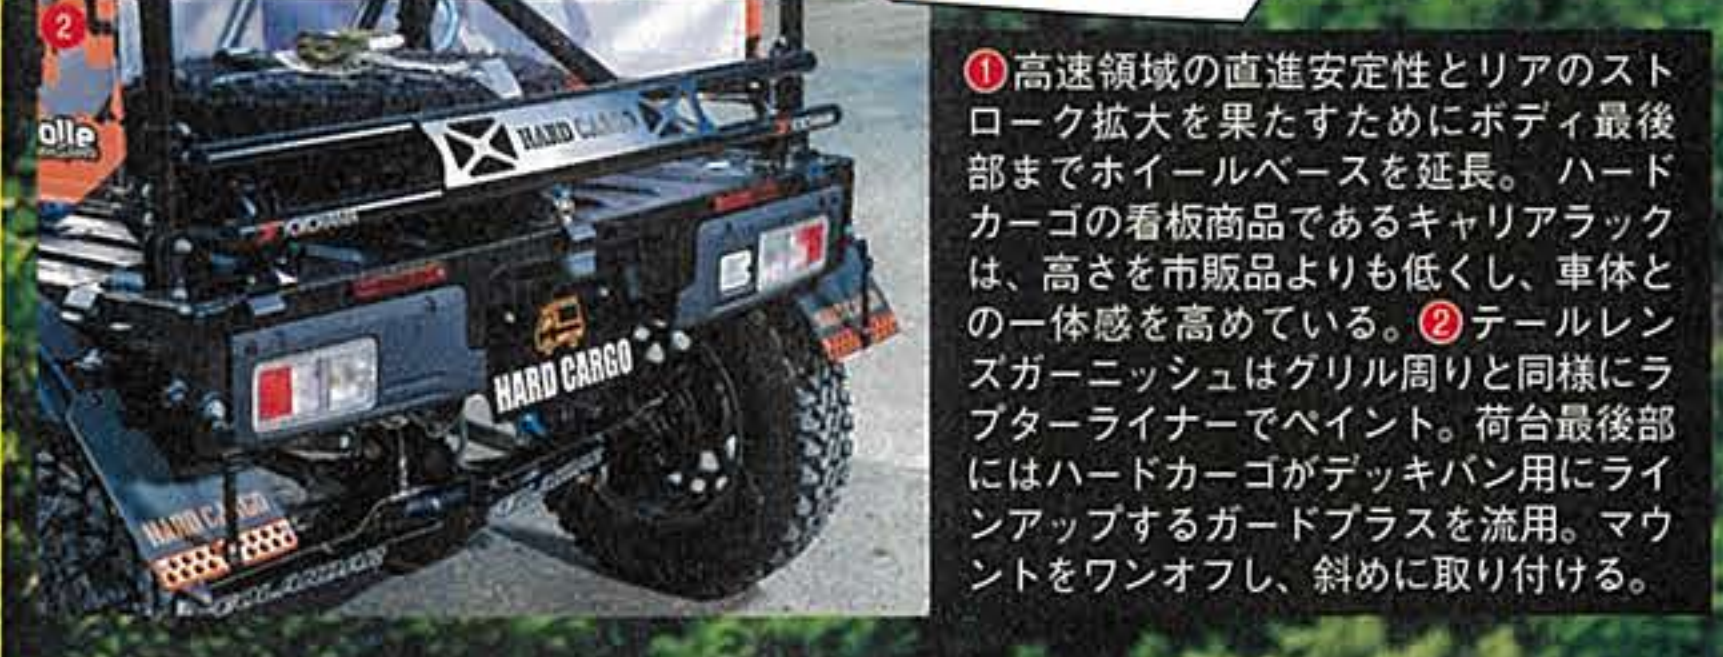 2
olle
HARD CARGO
YOKOHAMA
HARD CARGO
HARD CARGO
❶高速領域の直進安定性とリアのスト
ローク拡大を果たすためにボディ最後
部までホイールベースを延長。 ハード
カーゴの看板商品であるキャリアラック
は、高さを市販品よりも低くし、車体と
の一体感を高めている。❷テールレン
ズガーニッシュはグリル周りと同様にラ
プターライナーでペイント。荷台最後部
にはハードカーゴがデッキバン用にライ
ンアップするガードプラスを流用。マウ
ントをワンオフし、斜めに取り付ける。